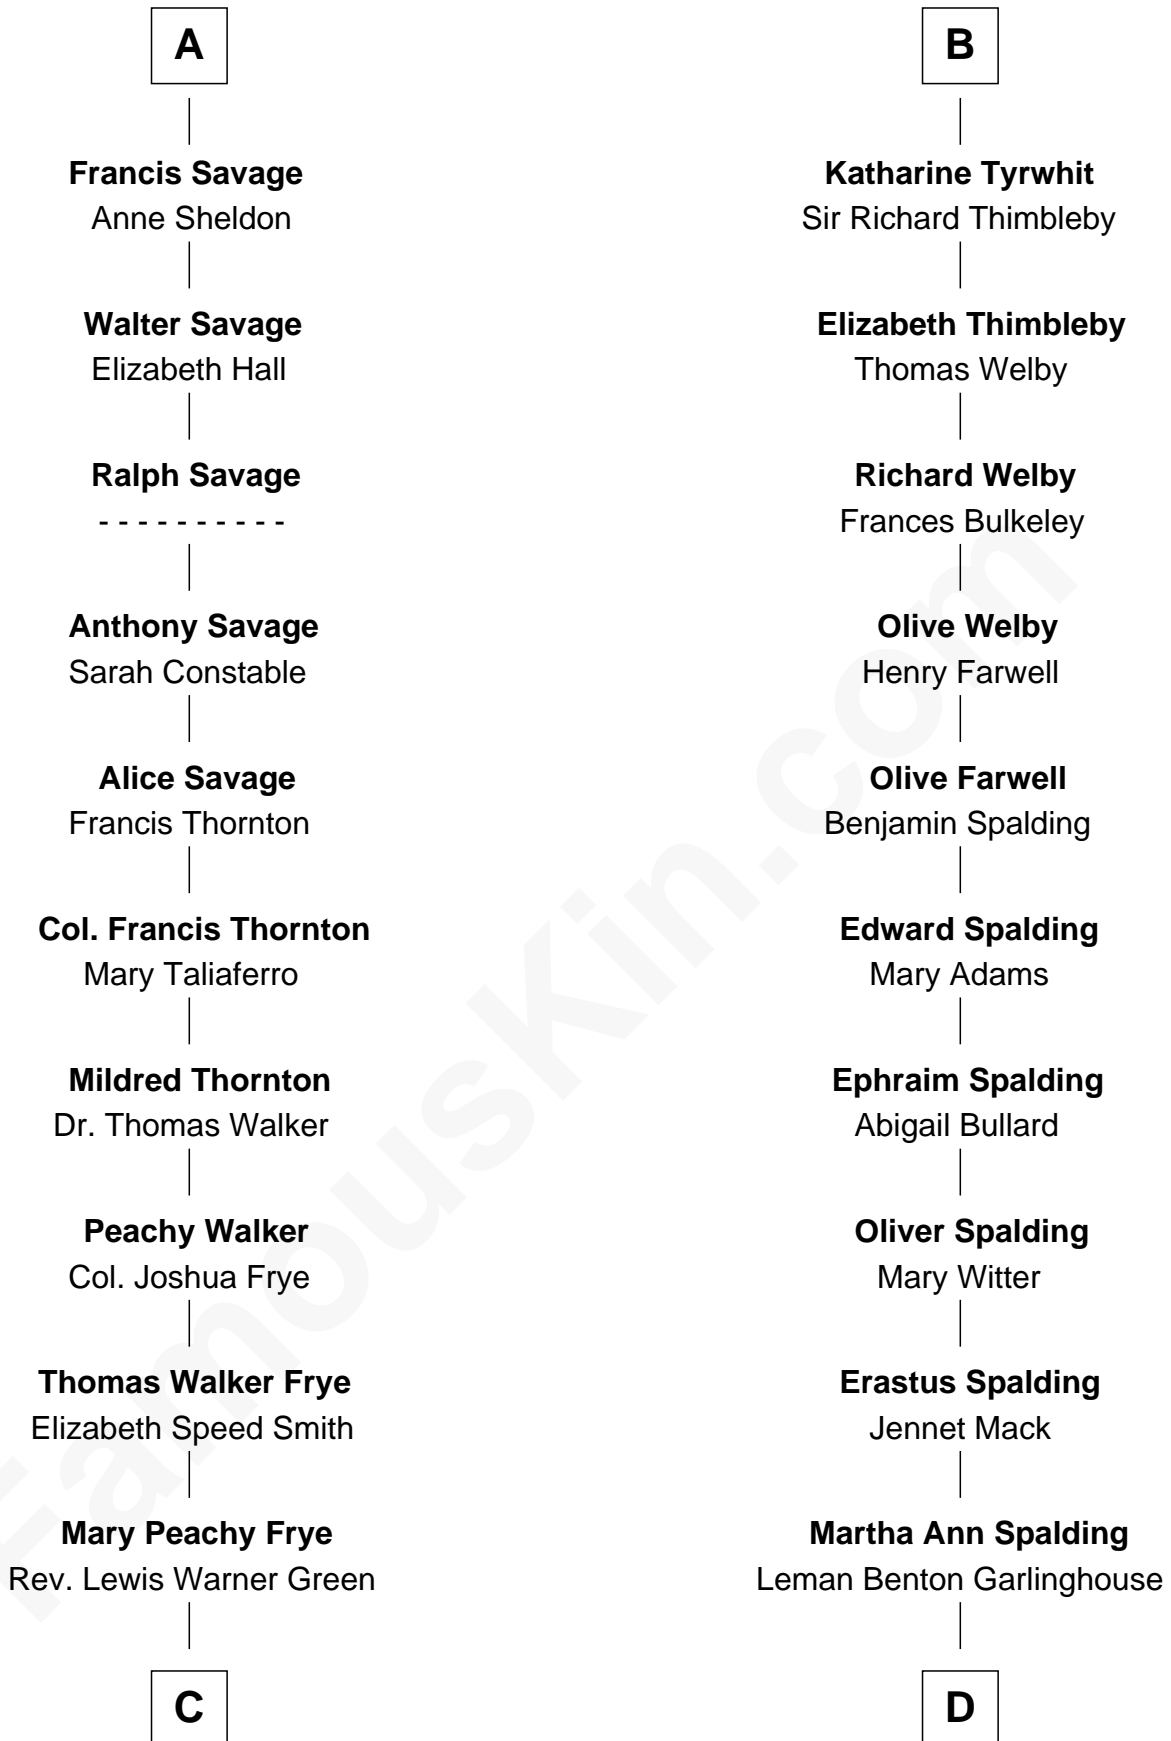 A
Francis Savage
Anne Sheldon
Walter Savage
Elizabeth Hall
Ralph Savage
- - - - - - - - - -
Anthony Savage
Sarah Constable
Alice Savage
Francis Thornton
Col. Francis Thornton
Mary Taliaferro
Mildred Thornton
Dr. Thomas Walker
Peachy Walker
Col. Joshua Frye
Thomas Walker Frye
Elizabeth Speed Smith
Mary Peachy Frye
Rev. Lewis Warner Green
C
B
Katharine Tyrwhit
Sir Richard Thimbleby
Elizabeth Thimbleby
Thomas Welby
Richard Welby
Frances Bulkeley
Olive Welby
Henry Farwell
Olive Farwell
Benjamin Spalding
Edward Spalding
Mary Adams
Ephraim Spalding
Abigail Bullard
Oliver Spalding
Mary Witter
Erastus Spalding
Jennet Mack
Martha Ann Spalding
Leman Benton Garlinghouse
D
FamousKin.com